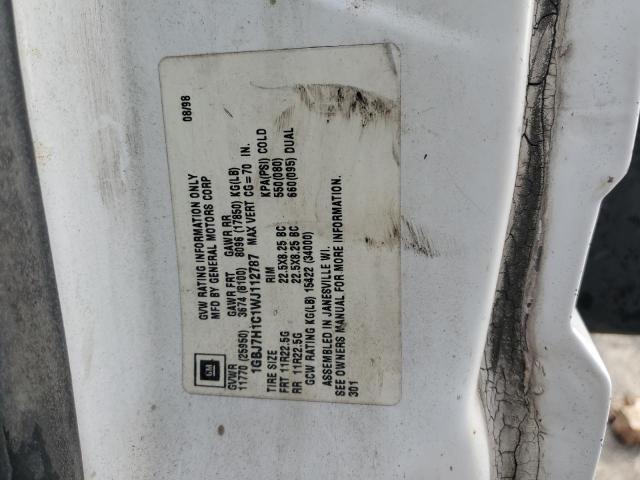 GM
GVW RATING INFORMATION ONLY
08/98
MFD BY GENERAL MOTORS CORP
GVWR GAWR FRT GAWR RR
11770 (25950) 3674 (8100) 8096 (17850) KG(LB)
1GBJ7H1C1WJ112787 MAX VERT CG=70 IN.
TIRE SIZE RIM KPA(PSI) COLD
FRT 11R22.5G 22.5X8.25 BC 550(080)
RR 11R22.5G 22.5X8.25 BC 660(095) DUAL
GCW RATING KG(LB) 15422 (34000)
ASSEMBLED IN JANESVILLE WI.
SEE OWNERS MANUAL FOR MORE INFORMATION.
301